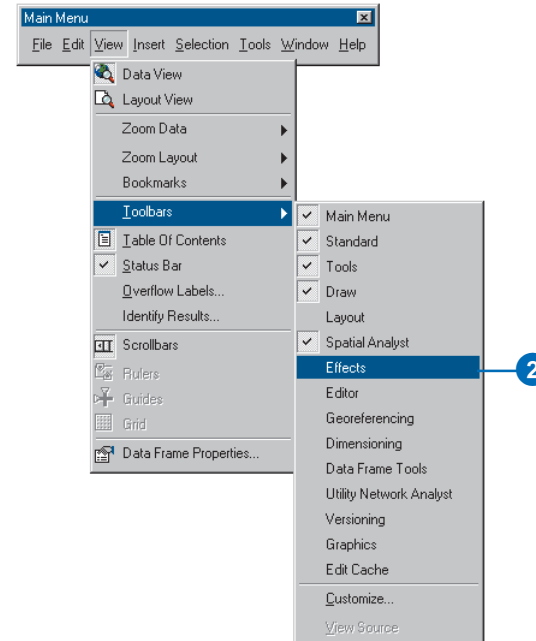 Main Menu
File Edit View Insert Selection Tools Window Help
Data View
Layout View
Zoom Data
Zoom Layout
Bookmarks
Toolbars
Table Of Contents
Status Bar
Overflow Labels...
Identify Results...
Scrollbars
Rulers
Guides
Grid
Data Frame Properties...
Main Menu
Standard
Tools
Draw
Layout
Spatial Analyst
Effects
2
Editor
Georeferencing
Dimensioning
Data Frame Tools
Utility Network Analyst
Versioning
Graphics
Edit Cache
Customize...
View Source